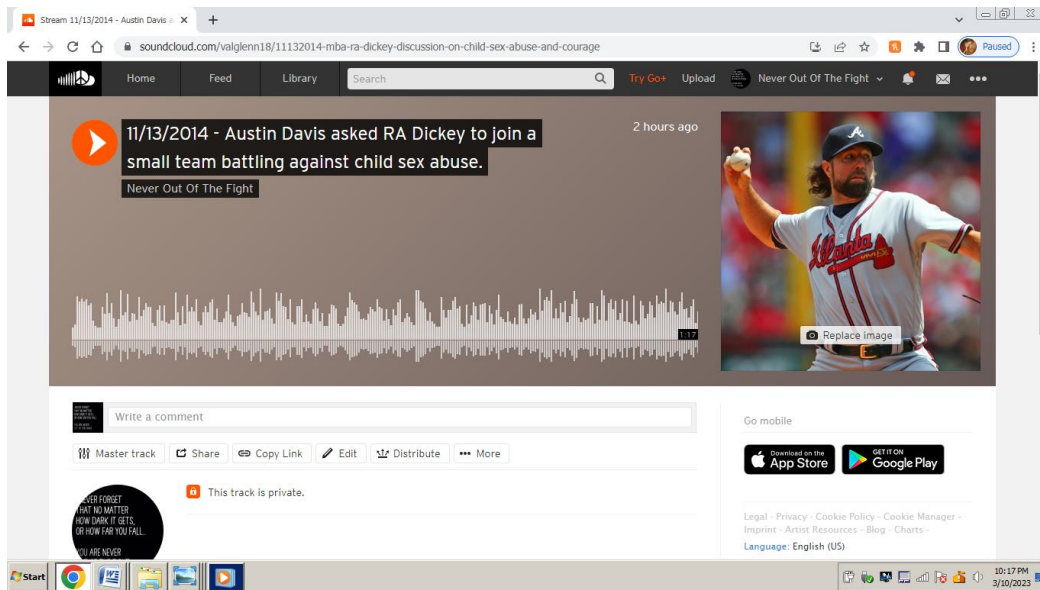 Stream 11/13/2014 - Austin Davis a
soundcloud.com/valglenn18/11132014-mba-ra-dickey-discussion-on-child-sex-abuse-and-courage
Paused
Home
Feed
Library
Search
Try Go+
Upload
Never Out Of The Fight
11/13/2014 - Austin Davis asked RA Dickey to join a
small team battling against child sex abuse.
Never Out Of The Fight
2 hours ago
1:17
Atlanta
Replace image
Write a comment
Master track
Share
Copy Link
Edit
Distribute
More
This track is private.
EVER FORGET
HAT NO MATTER
HOW DARK IT GETS,
OR HOW FAR YOU FALL.
YOU ARE NEVER
Go mobile
Download on the
App Store
GET IT ON
Google Play
Legal - Privacy - Cookie Policy - Cookie Manager -
Imprint - Artist Resources - Blog - Charts -
Language: English (US)
Start
10:17 PM
3/10/2023